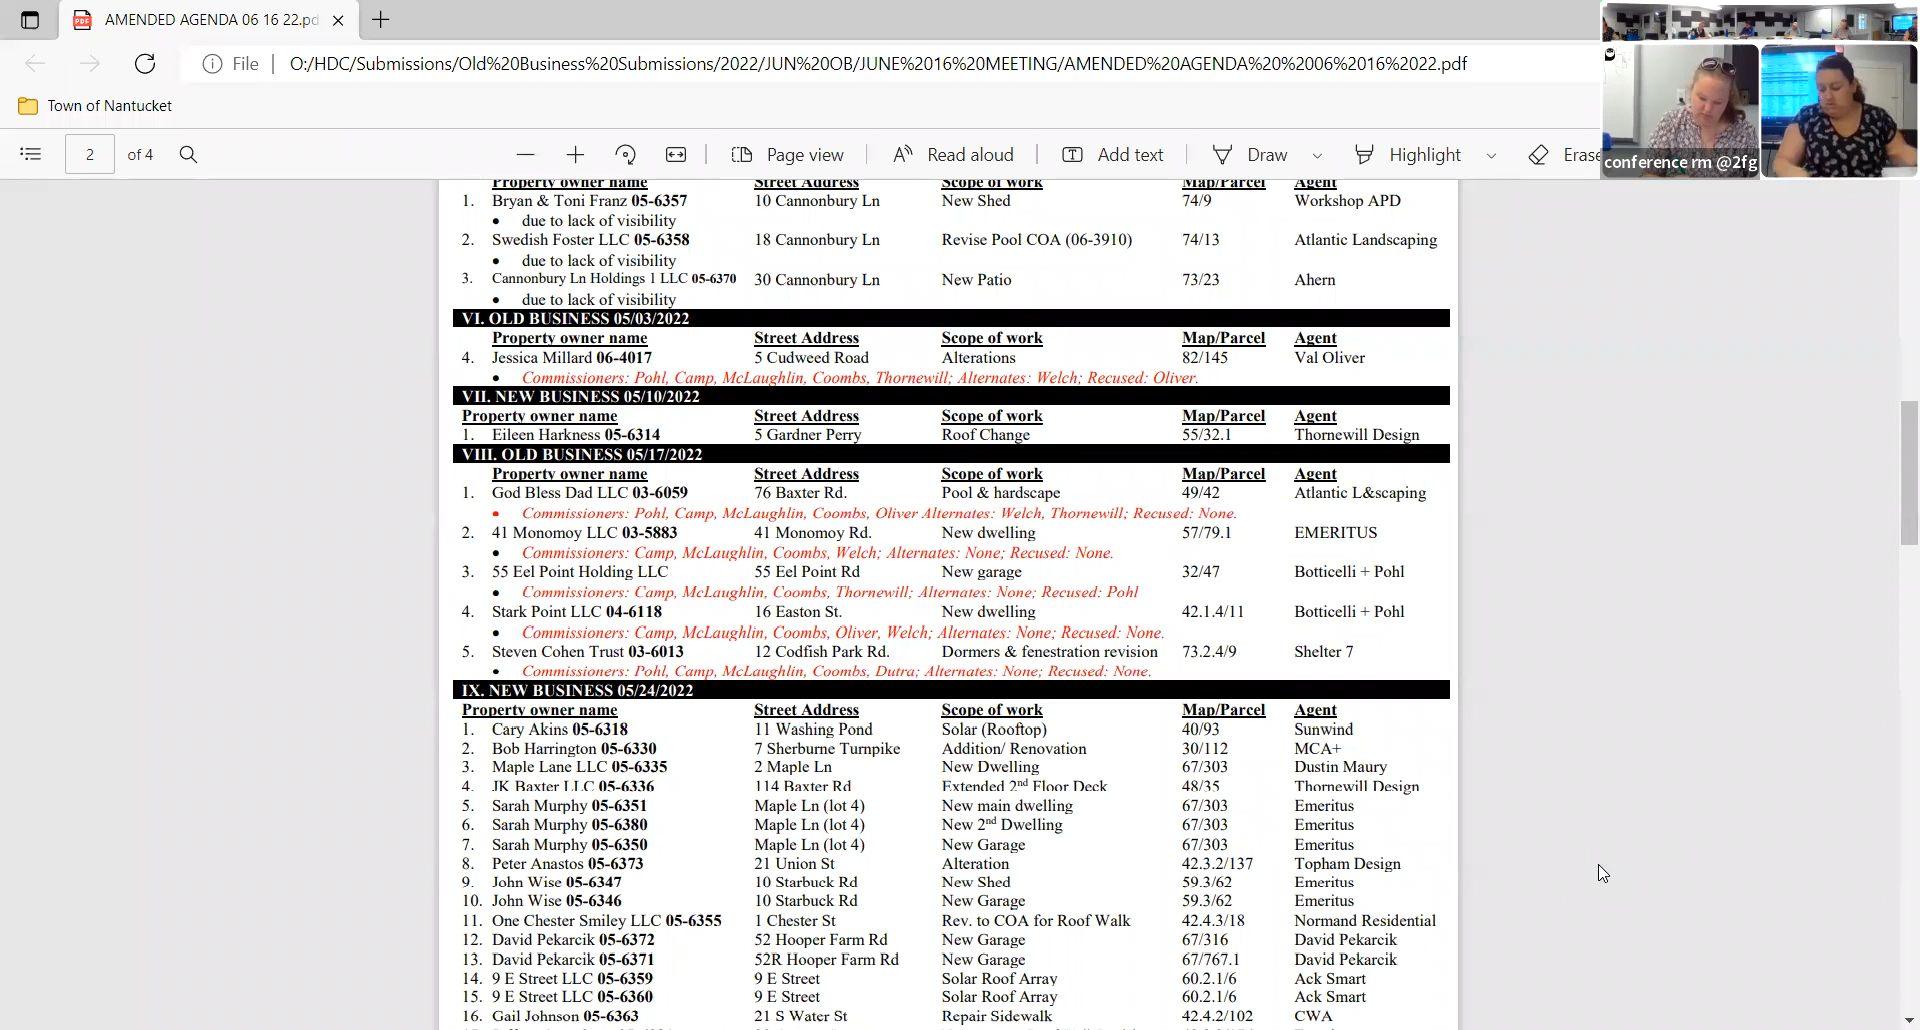 AMENDED AGENDA 06 16 22.pd
File | O:/HDC/Submissions/Old%20Business%20Submissions/2022/JUN%20OB/JUNE%2016%20MEETING/AMENDED%20AGENDA%20%2006%2016%2022.pdf
Town of Nantucket
2 of 4 Page view Read aloud Add text Draw Highlight Erase
conference rm @2fg
Property owner name Street Address Scope of work Map/Parcel Agent
1. Bryan & Toni Franz 05-6357 10 Cannonbury Ln New Shed 74/9 Workshop APD
• due to lack of visibility
2. Swedish Foster LLC 05-6358 18 Cannonbury Ln Revise Pool COA (06-3910) 74/13 Atlantic Landscaping
• due to lack of visibility
3. Cannonbury Ln Holdings 1 LLC 05-6370 30 Cannonbury Ln New Patio 73/23 Ahern
• due to lack of visibility
VI. OLD BUSINESS 05/03/2022
Property owner name Street Address Scope of work Map/Parcel Agent
4. Jessica Millard 06-4017 5 Cudweed Road Alterations 82/145 Val Oliver
• Commissioners: Pohl, Camp, McLaughlin, Coombs, Thornewill; Alternates: Welch; Recused: Oliver.
VII. NEW BUSINESS 05/10/2022
Property owner name Street Address Scope of work Map/Parcel Agent
1. Eileen Harkness 05-6314 5 Gardner Perry Roof Change 55/32.1 Thornewill Design
VIII. OLD BUSINESS 05/17/2022
Property owner name Street Address Scope of work Map/Parcel Agent
1. God Bless Dad LLC 03-6059 76 Baxter Rd. Pool & hardscape 49/42 Atlantic L&scaping
• Commissioners: Pohl, Camp, McLaughlin, Coombs, Oliver Alternates: Welch, Thornewill; Recused: None.
2. 41 Monomoy LLC 03-5883 41 Monomoy Rd. New dwelling 57/79.1 EMERITUS
• Commissioners: Camp, McLaughlin, Coombs, Welch; Alternates: None; Recused: None.
3. 55 Eel Point Holding LLC 55 Eel Point Rd New garage 32/47 Botticelli + Pohl
• Commissioners: Camp, McLaughlin, Coombs, Thornewill; Alternates: None; Recused: Pohl
4. Stark Point LLC 04-6118 16 Easton St. New dwelling 42.1.4/11 Botticelli + Pohl
• Commissioners: Camp, McLaughlin, Coombs, Oliver, Welch; Alternates: None; Recused: None.
5. Steven Cohen Trust 03-6013 12 Codfish Park Rd. Dormers & fenestration revision 73.2.4/9 Shelter 7
• Commissioners: Pohl, Camp, McLaughlin, Coombs, Dutra; Alternates: None; Recused: None.
IX. NEW BUSINESS 05/24/2022
Property owner name Street Address Scope of work Map/Parcel Agent
1. Cary Akins 05-6318 11 Washing Pond Solar (Rooftop) 40/93 Sunwind
2. Bob Harrington 05-6330 7 Sherburne Turnpike Addition/ Renovation 30/112 MCA+
3. Maple Lane LLC 05-6335 2 Maple Ln New Dwelling 67/303 Dustin Maury
4. JK Baxter LLC 05-6336 114 Baxter Rd Extended 2nd Floor Deck 48/35 Thornewill Design
5. Sarah Murphy 05-6351 Maple Ln (lot 4) New main dwelling 67/303 Emeritus
6. Sarah Murphy 05-6380 Maple Ln (lot 4) New 2nd Dwelling 67/303 Emeritus
7. Sarah Murphy 05-6350 Maple Ln (lot 4) New Garage 67/303 Emeritus
8. Peter Anastos 05-6373 21 Union St Alteration 42.3.2/137 Topham Design
9. John Wise 05-6347 10 Starbuck Rd New Shed 59.3/62 Emeritus
10. John Wise 05-6346 10 Starbuck Rd New Garage 59.3/62 Emeritus
11. One Chester Smiley LLC 05-6355 1 Chester St Rev. to COA for Roof Walk 42.4.3/18 Normand Residential
12. David Pekarcik 05-6372 52 Hooper Farm Rd New Garage 67/316 David Pekarcik
13. David Pekarcik 05-6371 52R Hooper Farm Rd New Garage 67/767.1 David Pekarcik
14. 9 E Street LLC 05-6359 9 E Street Solar Roof Array 60.2.1/6 Ack Smart
15. 9 E Street LLC 05-6360 9 E Street Solar Roof Array 60.2.1/6 Ack Smart
16. Gail Johnson 05-6363 21 S Water St Repair Sidewalk 42.4.2/102 CWA